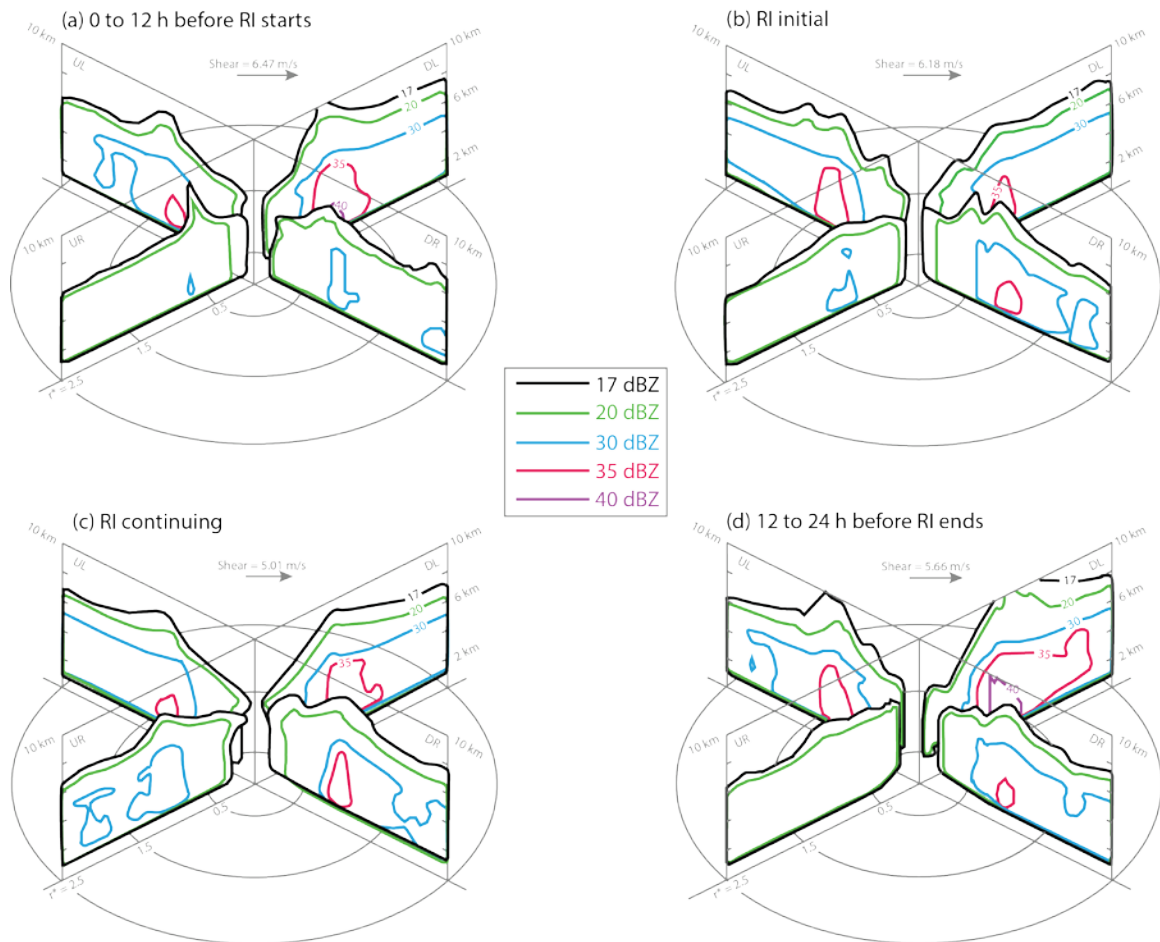 (a) 0 to 12 h before RI starts
10 km
UL
Shear = 6.47 m/s
DL
10 km
17
20
6 km
30
35
2 km
40
10 km
UR
DR
10 km
0.5
1.5
r* = 2.5
(b) RI initial
10 km
UL
Shear = 6.18 m/s
DL
10 km
17
20
6 km
30
35
2 km
10 km
UR
DR
10 km
0.5
1.5
r* = 2.5
17 dBZ
20 dBZ
30 dBZ
35 dBZ
40 dBZ
(c) RI continuing
10 km
UL
Shear = 5.01 m/s
DL
10 km
17
20
6 km
30
35
2 km
10 km
UR
DR
10 km
0.5
1.5
r* = 2.5
(d) 12 to 24 h before RI ends
10 km
UL
Shear = 5.66 m/s
DL
10 km
17
20
6 km
30
35
2 km
40
10 km
UR
DR
10 km
0.5
1.5
r* = 2.5